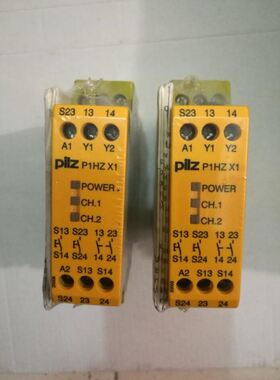 S23 13 14
A1 Y1 Y2
pilz P1HZ X1
POWER
CH.1
CH.2
S13 S23 13 23
S14 S24 14 24
A2 S13 S14
S24 23 24
S23 13 14
A1 Y1 Y2
pilz P1HZ X1
POWER
CH.1
CH.2
S13 S23 13 23
S14 S24 14 24
A2 S13 S14
S24 23 24